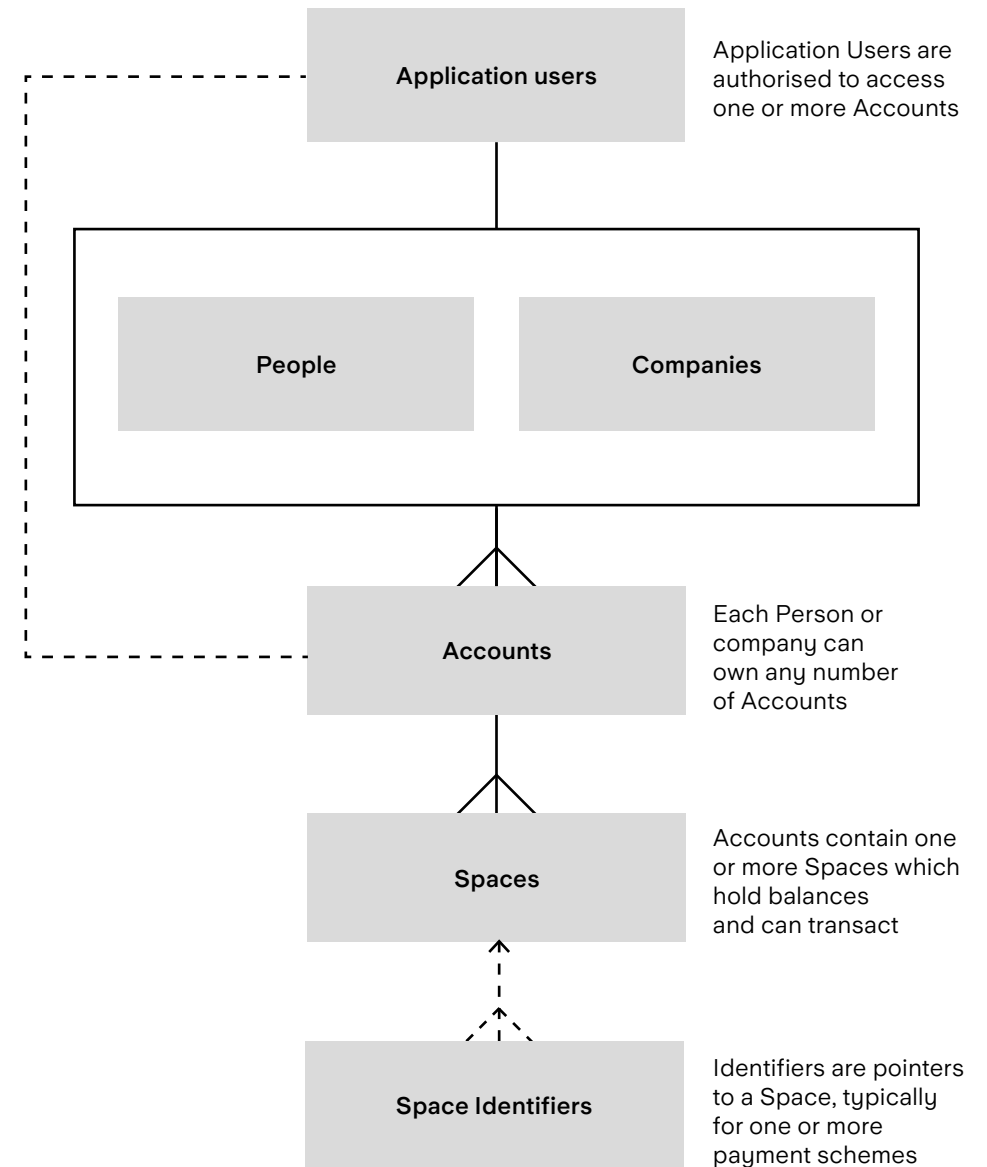 Application users
Application Users are
authorised to access
one or more Accounts
People
Companies
Accounts
Each Person or
company can
own any number
of Accounts
Spaces
Accounts contain one
or more Spaces which
hold balances
and can transact
Space Identifiers
Identifiers are pointers
to a Space, typically
for one or more
payment schemes